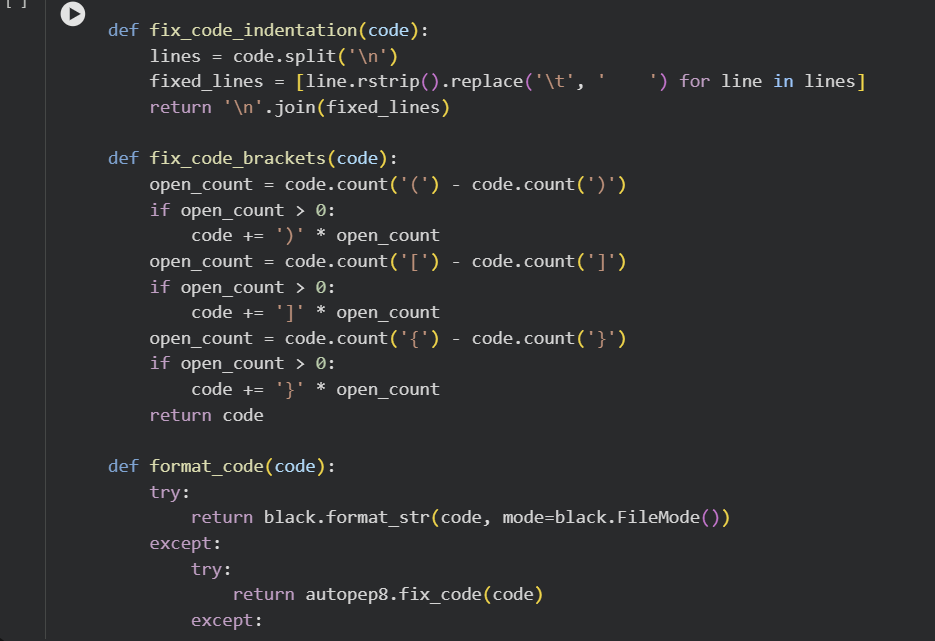 [ ]
def fix_code_indentation(code):
    lines = code.split('\n')
    fixed_lines = [line.rstrip().replace('\t', '    ') for line in lines]
    return '\n'.join(fixed_lines)

def fix_code_brackets(code):
    open_count = code.count('(') - code.count(')')
    if open_count > 0:
        code += ')' * open_count
    open_count = code.count('[') - code.count(']')
    if open_count > 0:
        code += ']' * open_count
    open_count = code.count('{') - code.count('}')
    if open_count > 0:
        code += '}' * open_count
    return code

def format_code(code):
    try:
        return black.format_str(code, mode=black.FileMode())
    except:
        try:
            return autopep8.fix_code(code)
        except: